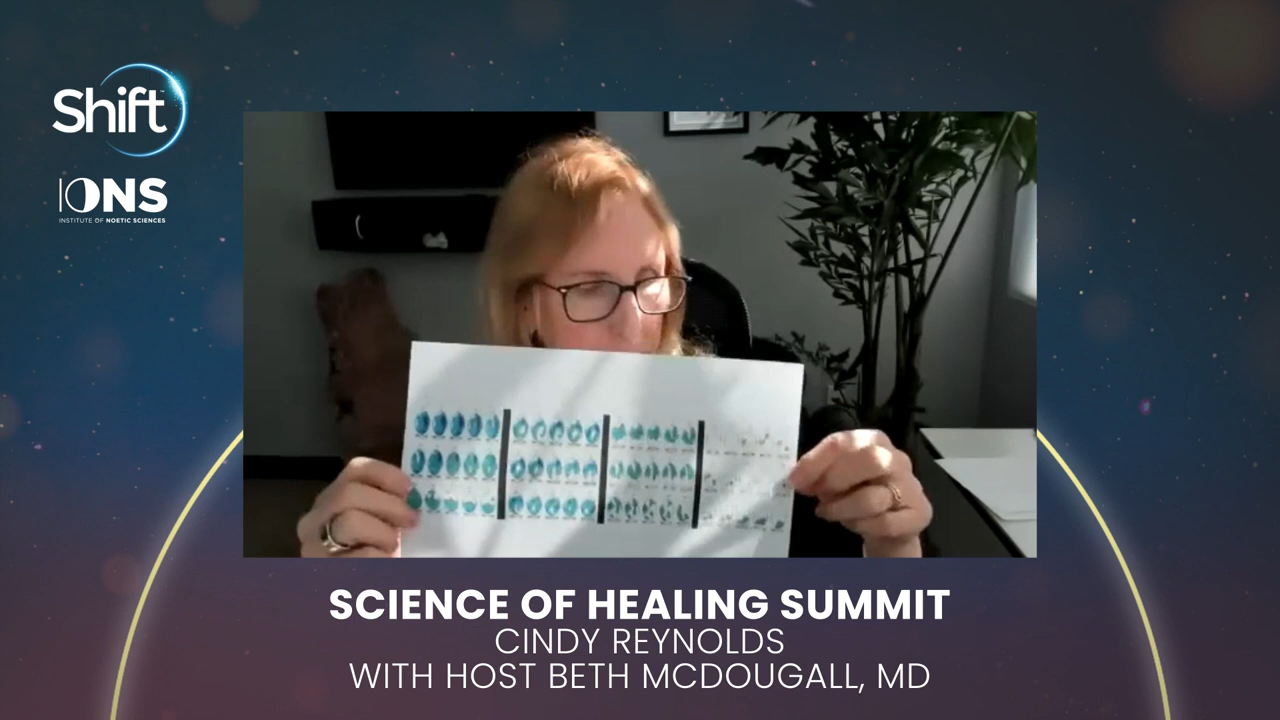 Shift
IONS
INSTITUTE OF NOETIC SCIENCES
SCIENCE OF HEALING SUMMIT
CINDY REYNOLDS
WITH HOST BETH MCDOUGALL, MD